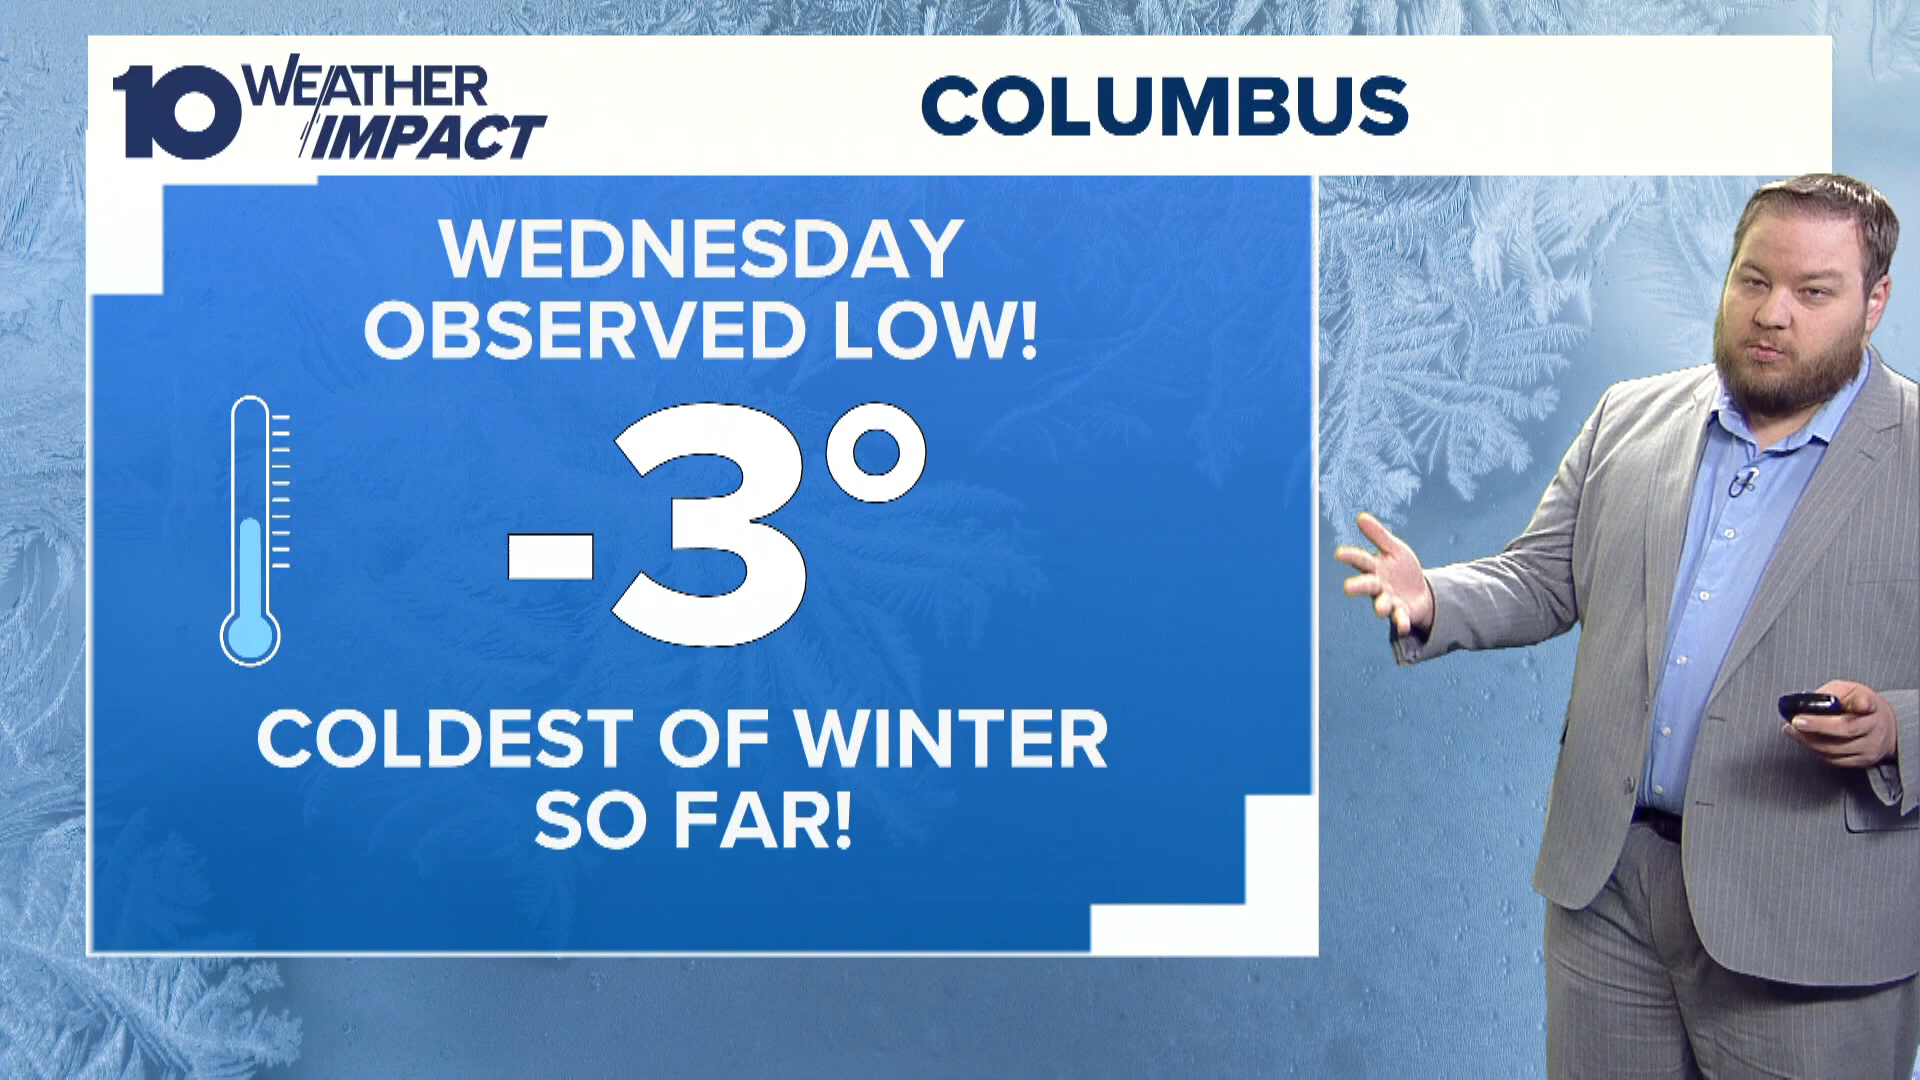 10 WEATHER
IMPACT
COLUMBUS
WEDNESDAY
OBSERVED LOW!
-3°
COLDEST OF WINTER
SO FAR!